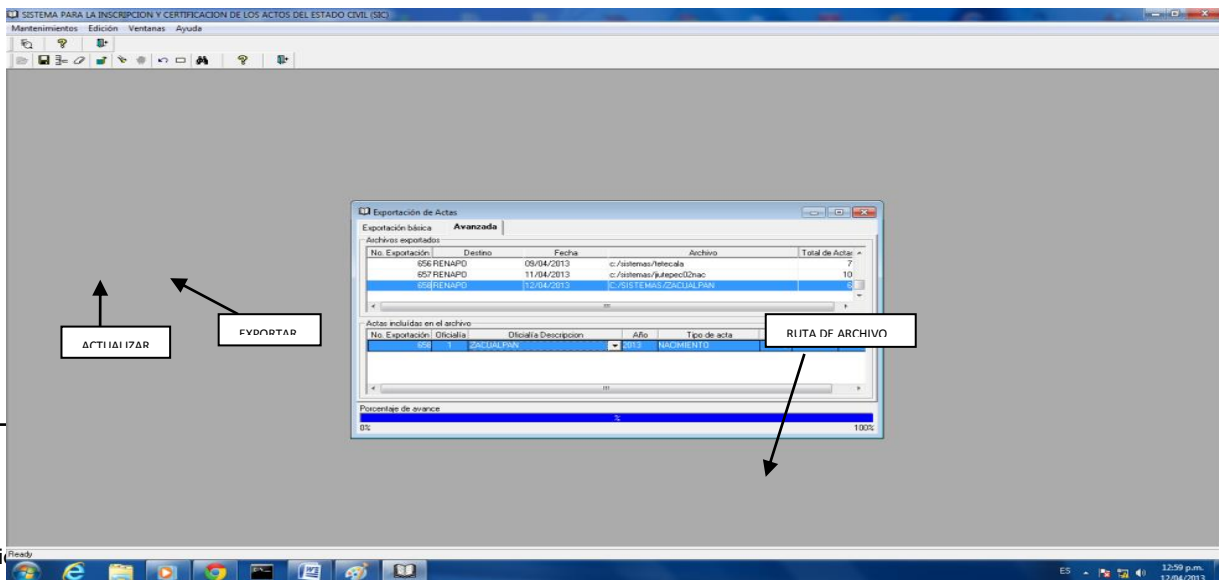 SISTEMA PARA LA INSCRIPCION Y CERTIFICACION DE LOS ACTOS DEL ESTADO CIVIL (SIC)
Mantenimientos Edición Ventanas Ayuda
Exportación de Actas
Exportación básica Avanzada
Archivos exportados
No. Exportación Destino Fecha Archivo Total de Actas
656 RENAPO 09/04/2013 c:/sistemas/tetecala 7
657 RENAPO 11/04/2013 c:/sistemas/jiutepec02nac 10
658 RENAPO 12/04/2013 C:/SISTEMAS/ZACUALPAN 6
Actas incluídas en el archivo
No. Exportación Oficialía Oficialía Descripcion Año Tipo de acta
658 1 ZACUALPAN 2013 NACIMIENTO
Porcentaje de avance
%
0% 100%
ACTUALIZAR
EXPORTAR
RUTA DE ARCHIVO
Ready
ES 12:59 p.m.
12/04/2013